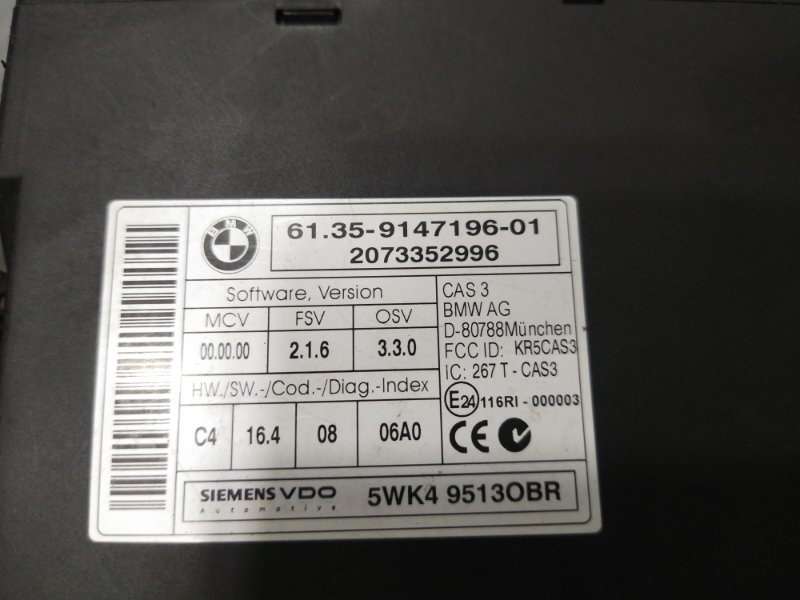 BMW
61.35-9147196-01
2073352996
Software, Version
MCV FSV OSV
00.00.00 2.1.6 3.3.0
HW./SW.-/Cod.-/Diag.-Index
C4 16.4 08 06A0
CAS 3
BMW AG
D-80788München
FCC ID: KR5CAS3
IC: 267 T - CAS3
E24 116RI - 000003
CE
SIEMENS VDO
Automotive
5WK4 9513OBR